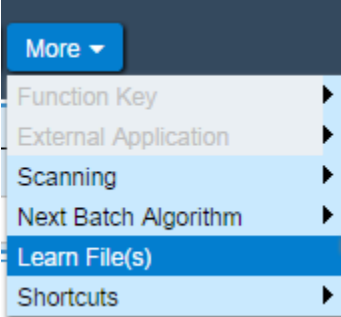 More
Function Key
External Application
Scanning
Next Batch Algorithm
Learn File(s)
Shortcuts